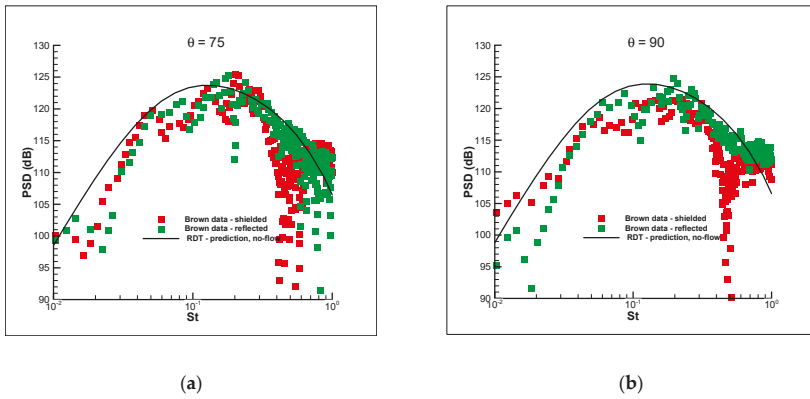 θ = 75
130
125
120
115
110
105
100
95
90
PSD (dB)
Brown data - shielded
Brown data - reflected
RDT - prediction, no-flow
10⁻²
10⁻¹
10⁰
St
(a)
θ = 90
130
125
120
115
110
105
100
95
90
PSD (dB)
Brown data - shielded
Brown data - reflected
RDT - prediction, no-flow
10⁻²
10⁻¹
10⁰
St
(b)